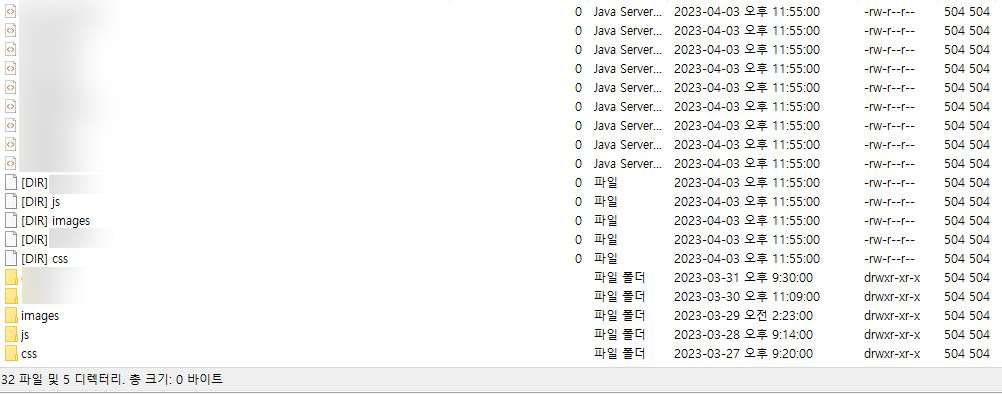 0 Java Server... 2023-04-03 오후 11:55:00 -rw-r--r-- 504 504
0 Java Server... 2023-04-03 오후 11:55:00 -rw-r--r-- 504 504
0 Java Server... 2023-04-03 오후 11:55:00 -rw-r--r-- 504 504
0 Java Server... 2023-04-03 오후 11:55:00 -rw-r--r-- 504 504
0 Java Server... 2023-04-03 오후 11:55:00 -rw-r--r-- 504 504
0 Java Server... 2023-04-03 오후 11:55:00 -rw-r--r-- 504 504
0 Java Server... 2023-04-03 오후 11:55:00 -rw-r--r-- 504 504
0 Java Server... 2023-04-03 오후 11:55:00 -rw-r--r-- 504 504
0 Java Server... 2023-04-03 오후 11:55:00 -rw-r--r-- 504 504
[DIR] 0 파일 2023-04-03 오후 11:55:00 -rw-r--r-- 504 504
[DIR] js 0 파일 2023-04-03 오후 11:55:00 -rw-r--r-- 504 504
[DIR] images 0 파일 2023-04-03 오후 11:55:00 -rw-r--r-- 504 504
[DIR] 0 파일 2023-04-03 오후 11:55:00 -rw-r--r-- 504 504
[DIR] css 0 파일 2023-04-03 오후 11:55:00 -rw-r--r-- 504 504
파일 폴더 2023-03-31 오후 9:30:00 drwxr-xr-x 504 504
파일 폴더 2023-03-30 오후 11:09:00 drwxr-xr-x 504 504
images 파일 폴더 2023-03-29 오전 2:23:00 drwxr-xr-x 504 504
js 파일 폴더 2023-03-28 오후 9:14:00 drwxr-xr-x 504 504
css 파일 폴더 2023-03-27 오후 9:20:00 drwxr-xr-x 504 504
32 파일 및 5 디렉터리. 총 크기: 0 바이트